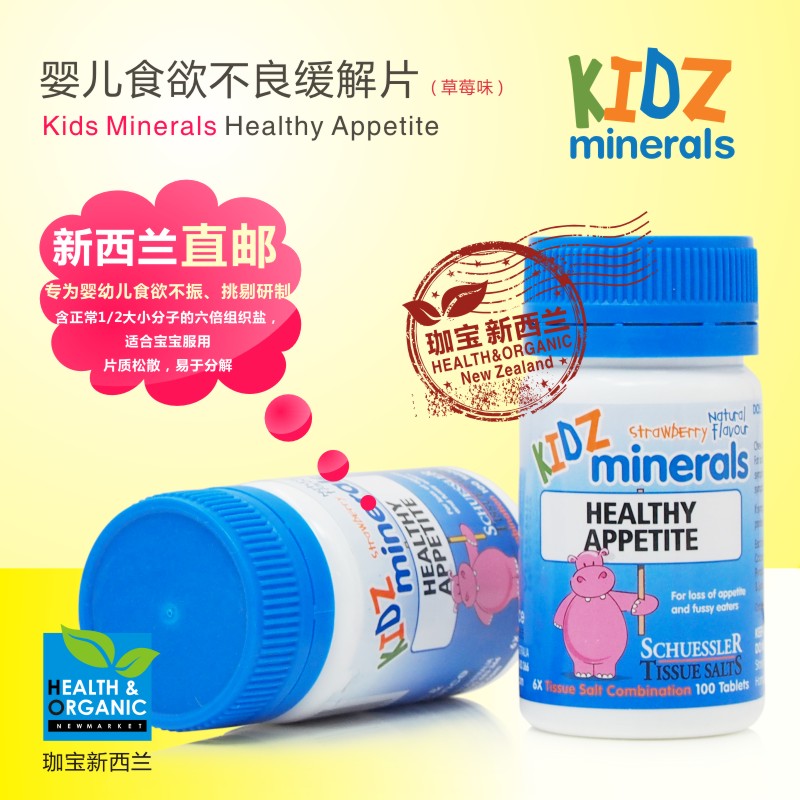 婴儿食欲不良缓解片（草莓味）
Kids Minerals Healthy Appetite
KIDZ
minerals
新西兰直邮
专为婴幼儿食欲不振、挑剔研制
含正常1/2大小分子的六倍组织盐，
适合宝宝服用
片质松散，易于分解
珈宝新西兰
HEALTH&ORGANIC
New Zealand
KIDZ
strawberry
Natural
flavour
minerals
HEALTHY
APPETITE
For loss of appetite
and fussy eaters
SCHUESSLER
TISSUE SALTS
6X Tissue Salt Combination 100 Tablets
KIDZ
strawberry
minerals
HEALTHY
APPETITE
SCHUESSLER
HEALTH &
ORGANIC
NEWMARKET
珈宝新西兰